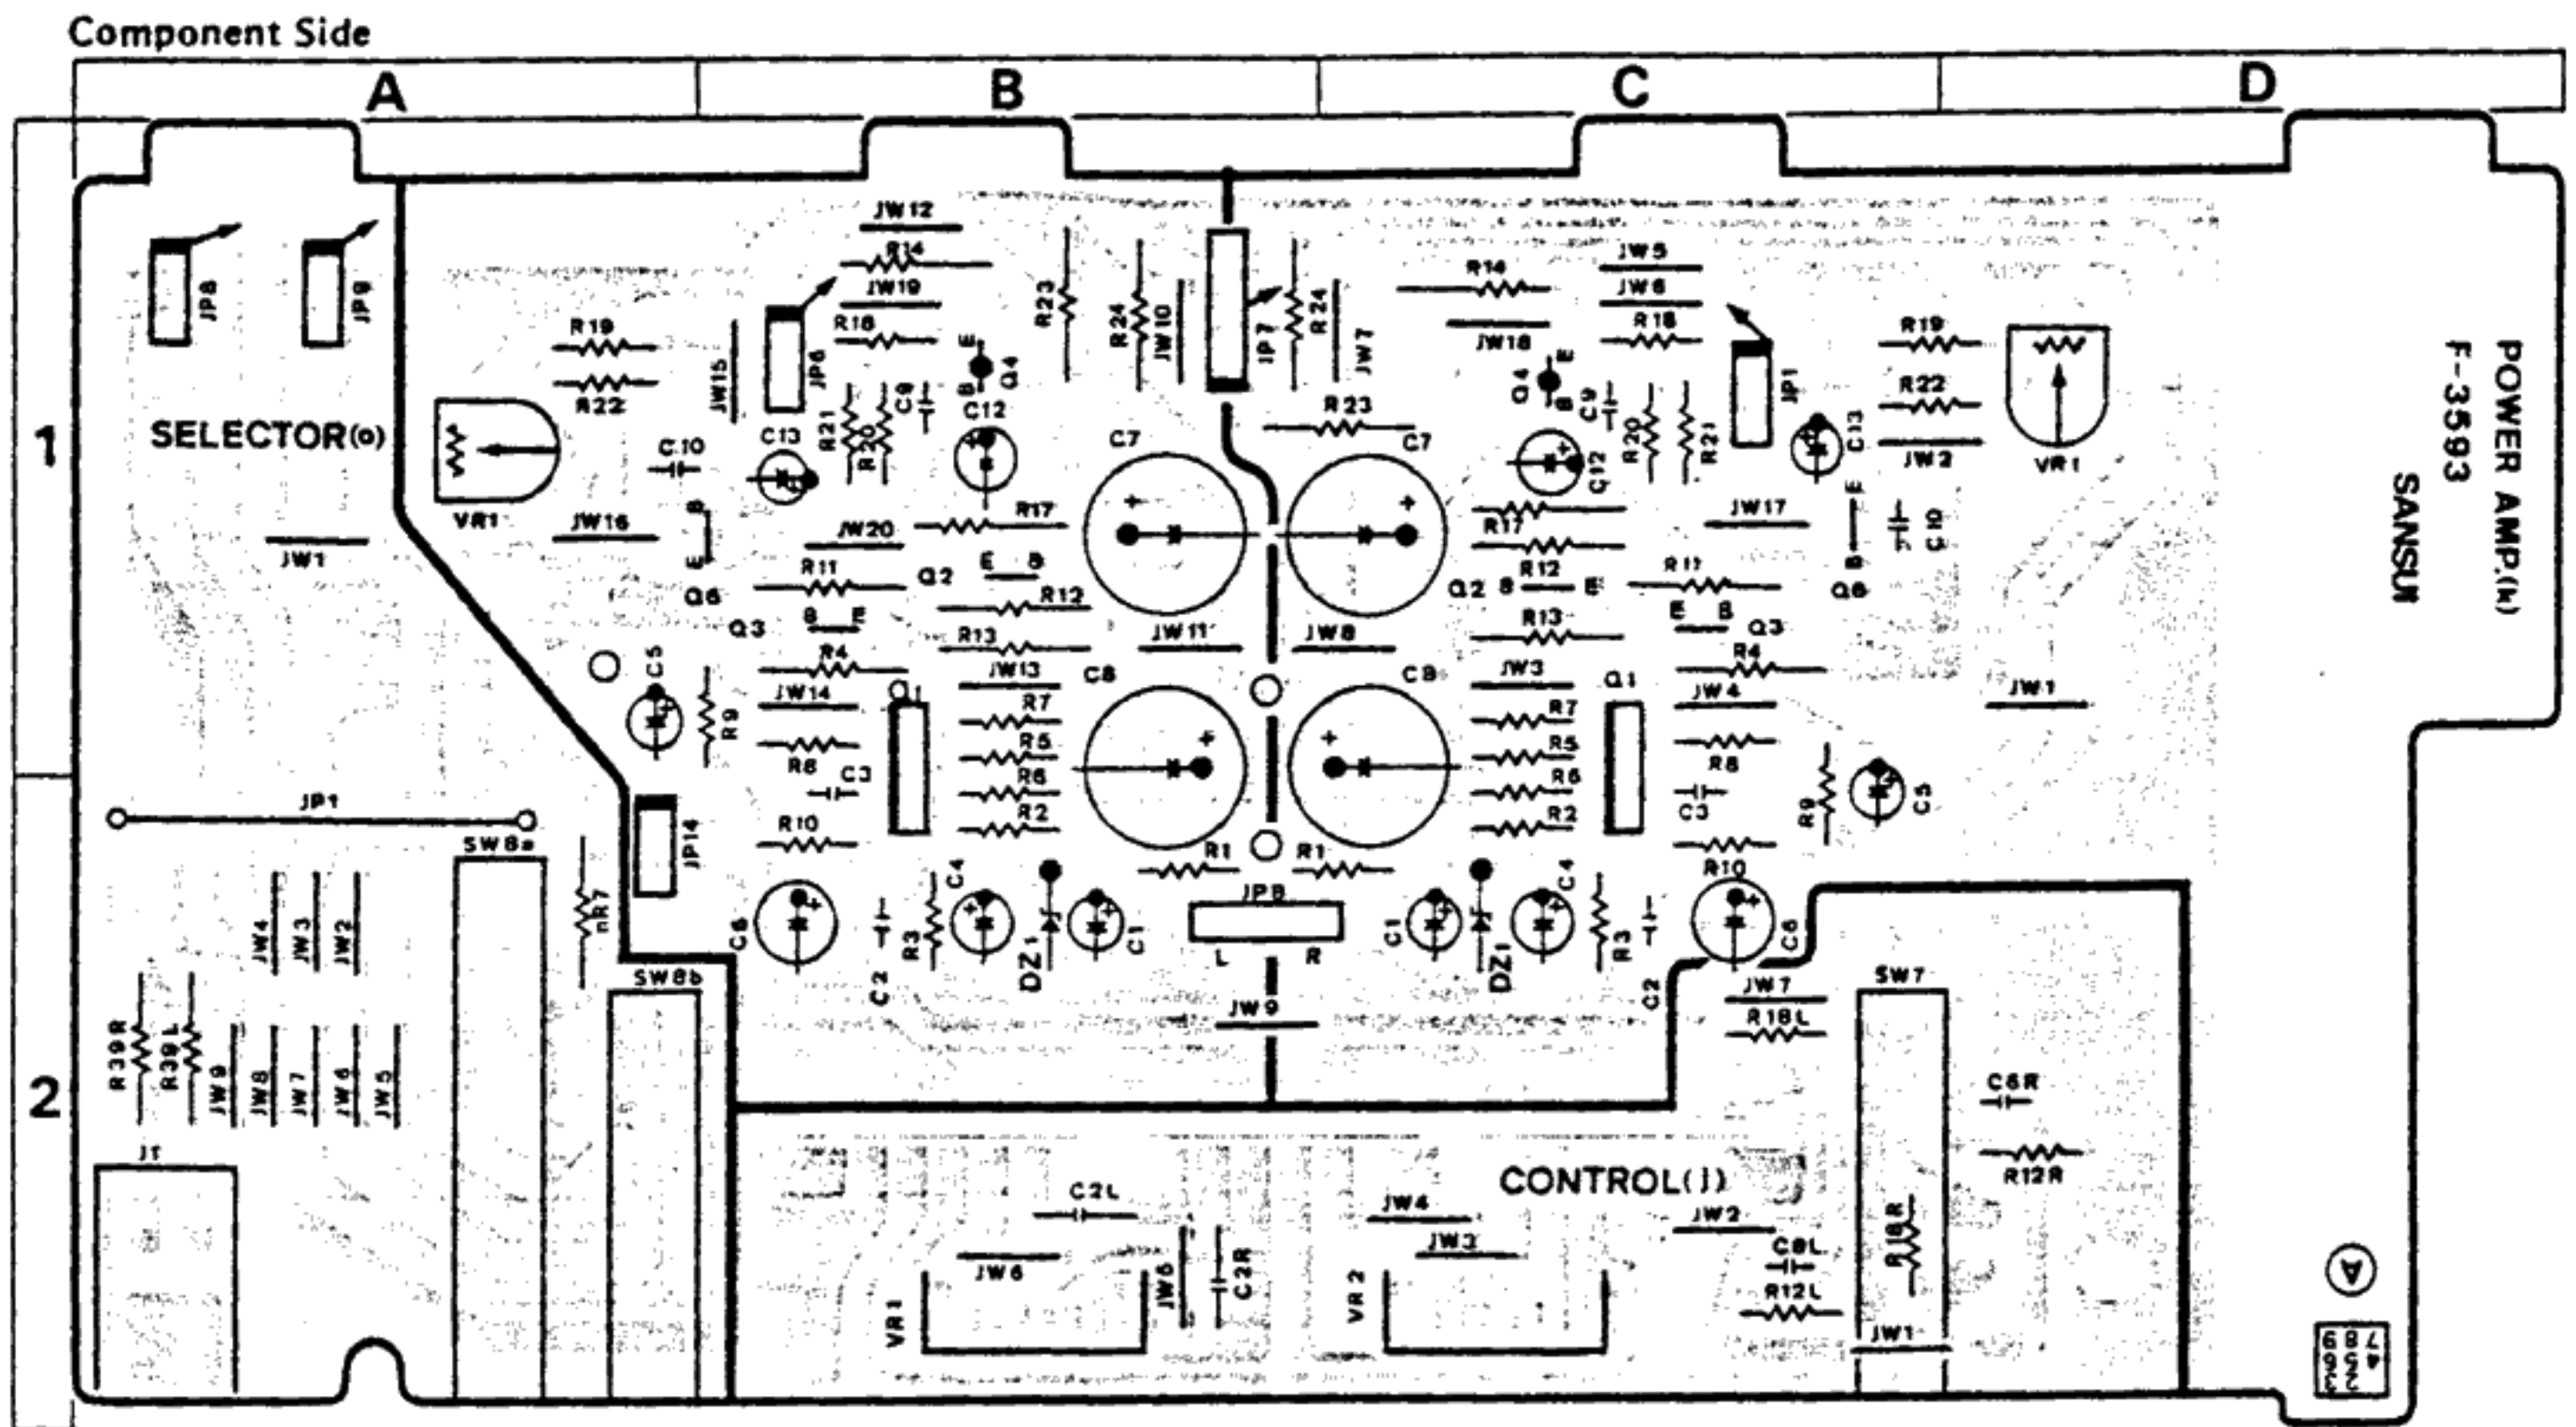 Component Side
A B C D
1
2
JP8
JP9
SELECTOR(o)
JW1
R19
R22
VR1
C10
JW16
B
E
Q6
JW15
JP6
JW12
R14
JW19
R18
E
B
Q4
R21
R20
C9
C12
C13
R23
R24
JW10
JP7
R24
JW7
R23
C7
C7
R17
JW20
R11
Q2
E B
R12
Q3
B E
R13
R4
JW14
JW13
JW11
JW8
C8
C8
C5
R9
R8
C3
R7
R5
R6
R2
R10
C6
C2
R3
C4
DZ1
C1
R1
R1
JP8
L R
JW9
JW5
R14
JW6
JW18
R18
E
B
Q4
C9
R20
R21
C12
JP1
C13
R19
R22
JW2
VR1
R17
JW17
E
B
C10
R12
Q2 B E
R11
Q6
E B
Q3
R13
R4
JW3
Q1
JW4
JW1
R7
R5
R6
R2
R8
C3
R9
C5
R10
C1
DZ1
C4
R3
C2
C6
POWER AMP.(k)
F-3593
SANSUI
JP1
SW8a
JP14
nR7
JW4
JW3
JW2
SW8b
R39R
R39L
JW9
JW8
JW7
JW6
JW5
J1
JW7
R18L
SW7
C6R
R12R
CONTROL(j)
C2L
JW6
VR1
C2R
JW4
JW3
VR2
JW2
R12L
R18R
JW1
A